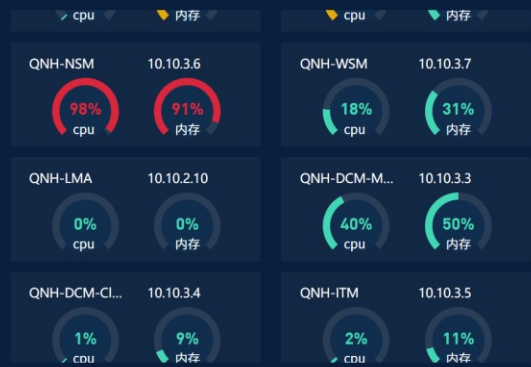 cpu 内存 cpu 内存
QNH-NSM 10.10.3.6 QNH-WSM 10.10.3.7
98% 91% 18% 31%
cpu 内存 cpu 内存
QNH-LMA 10.10.2.10 QNH-DCM-M... 10.10.3.3
0% 0% 40% 50%
cpu 内存 cpu 内存
QNH-DCM-Cl... 10.10.3.4 QNH-ITM 10.10.3.5
1% 9% 2% 11%
cpu 内存 cpu 内存